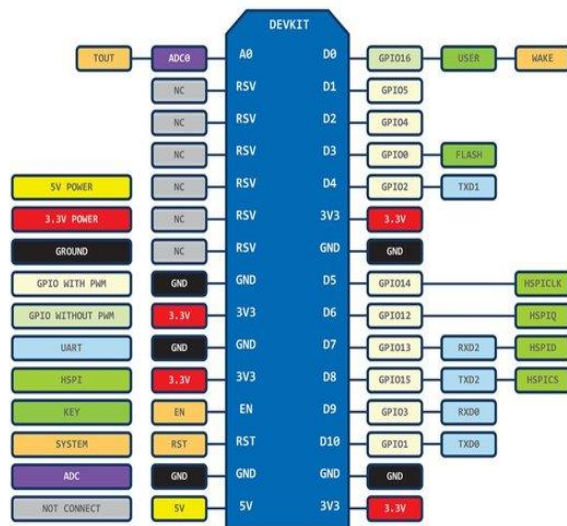 DEVKIT
TOUT ADC0 A0 D0 GPIO16 USER WAKE
NC RSV D1 GPIO5
NC RSV D2 GPIO4
NC RSV D3 GPIO0 FLASH
5V POWER NC RSV D4 GPIO2 TXD1
3.3V POWER NC RSV 3V3 3.3V
GROUND NC RSV GND GND
GPIO WITH PWM GND GND D5 GPIO14 HSPICLK
GPIO WITHOUT PWM 3.3V 3V3 D6 GPIO12 HSPIQ
UART GND GND D7 GPIO13 RXD2 HSPID
HSPI 3.3V 3V3 D8 GPIO15 TXD2 HSPICS
KEY EN EN D9 GPIO3 RXD0
SYSTEM RST RST D10 GPIO1 TXD0
ADC GND GND GND GND
NOT CONNECT 5V 5V 3V3 3.3V